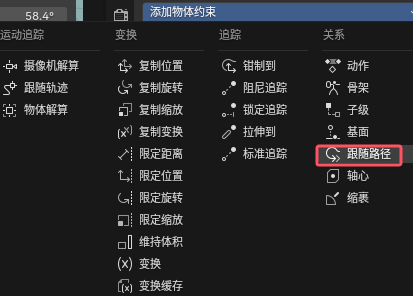 58.4°
添加物体约束
运动追踪
摄像机解算
跟随轨迹
物体解算
变换
复制位置
复制旋转
复制缩放
复制变换
限定距离
限定位置
限定旋转
限定缩放
维持体积
变换
变换缓存
追踪
钳制到
阻尼追踪
锁定追踪
拉伸到
标准追踪
关系
动作
骨架
子级
基面
跟随路径
轴心
缩裹